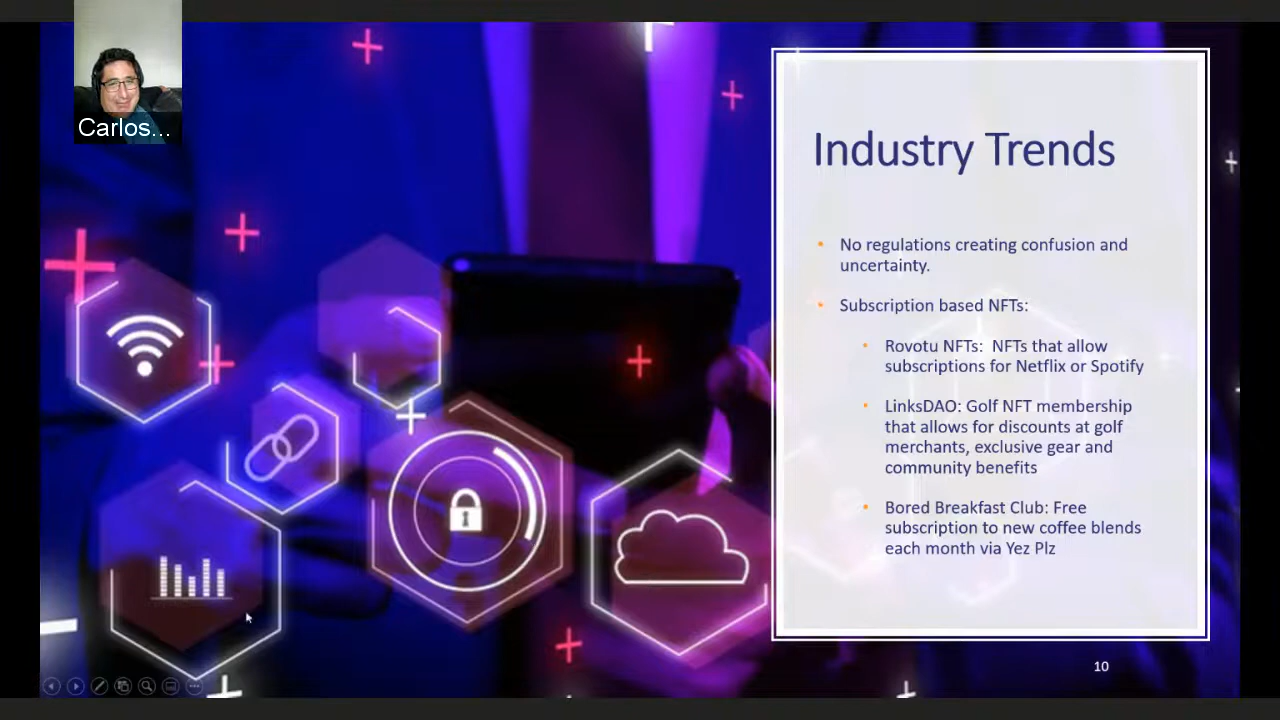 Carlos...
Industry Trends
No regulations creating confusion and
uncertainty.
Subscription based NFTs:
Rovotu NFTs: NFTs that allow
subscriptions for Netflix or Spotify
LinksDAO: Golf NFT membership
that allows for discounts at golf
merchants, exclusive gear and
community benefits
Bored Breakfast Club: Free
subscription to new coffee blends
each month via Yez Plz
10